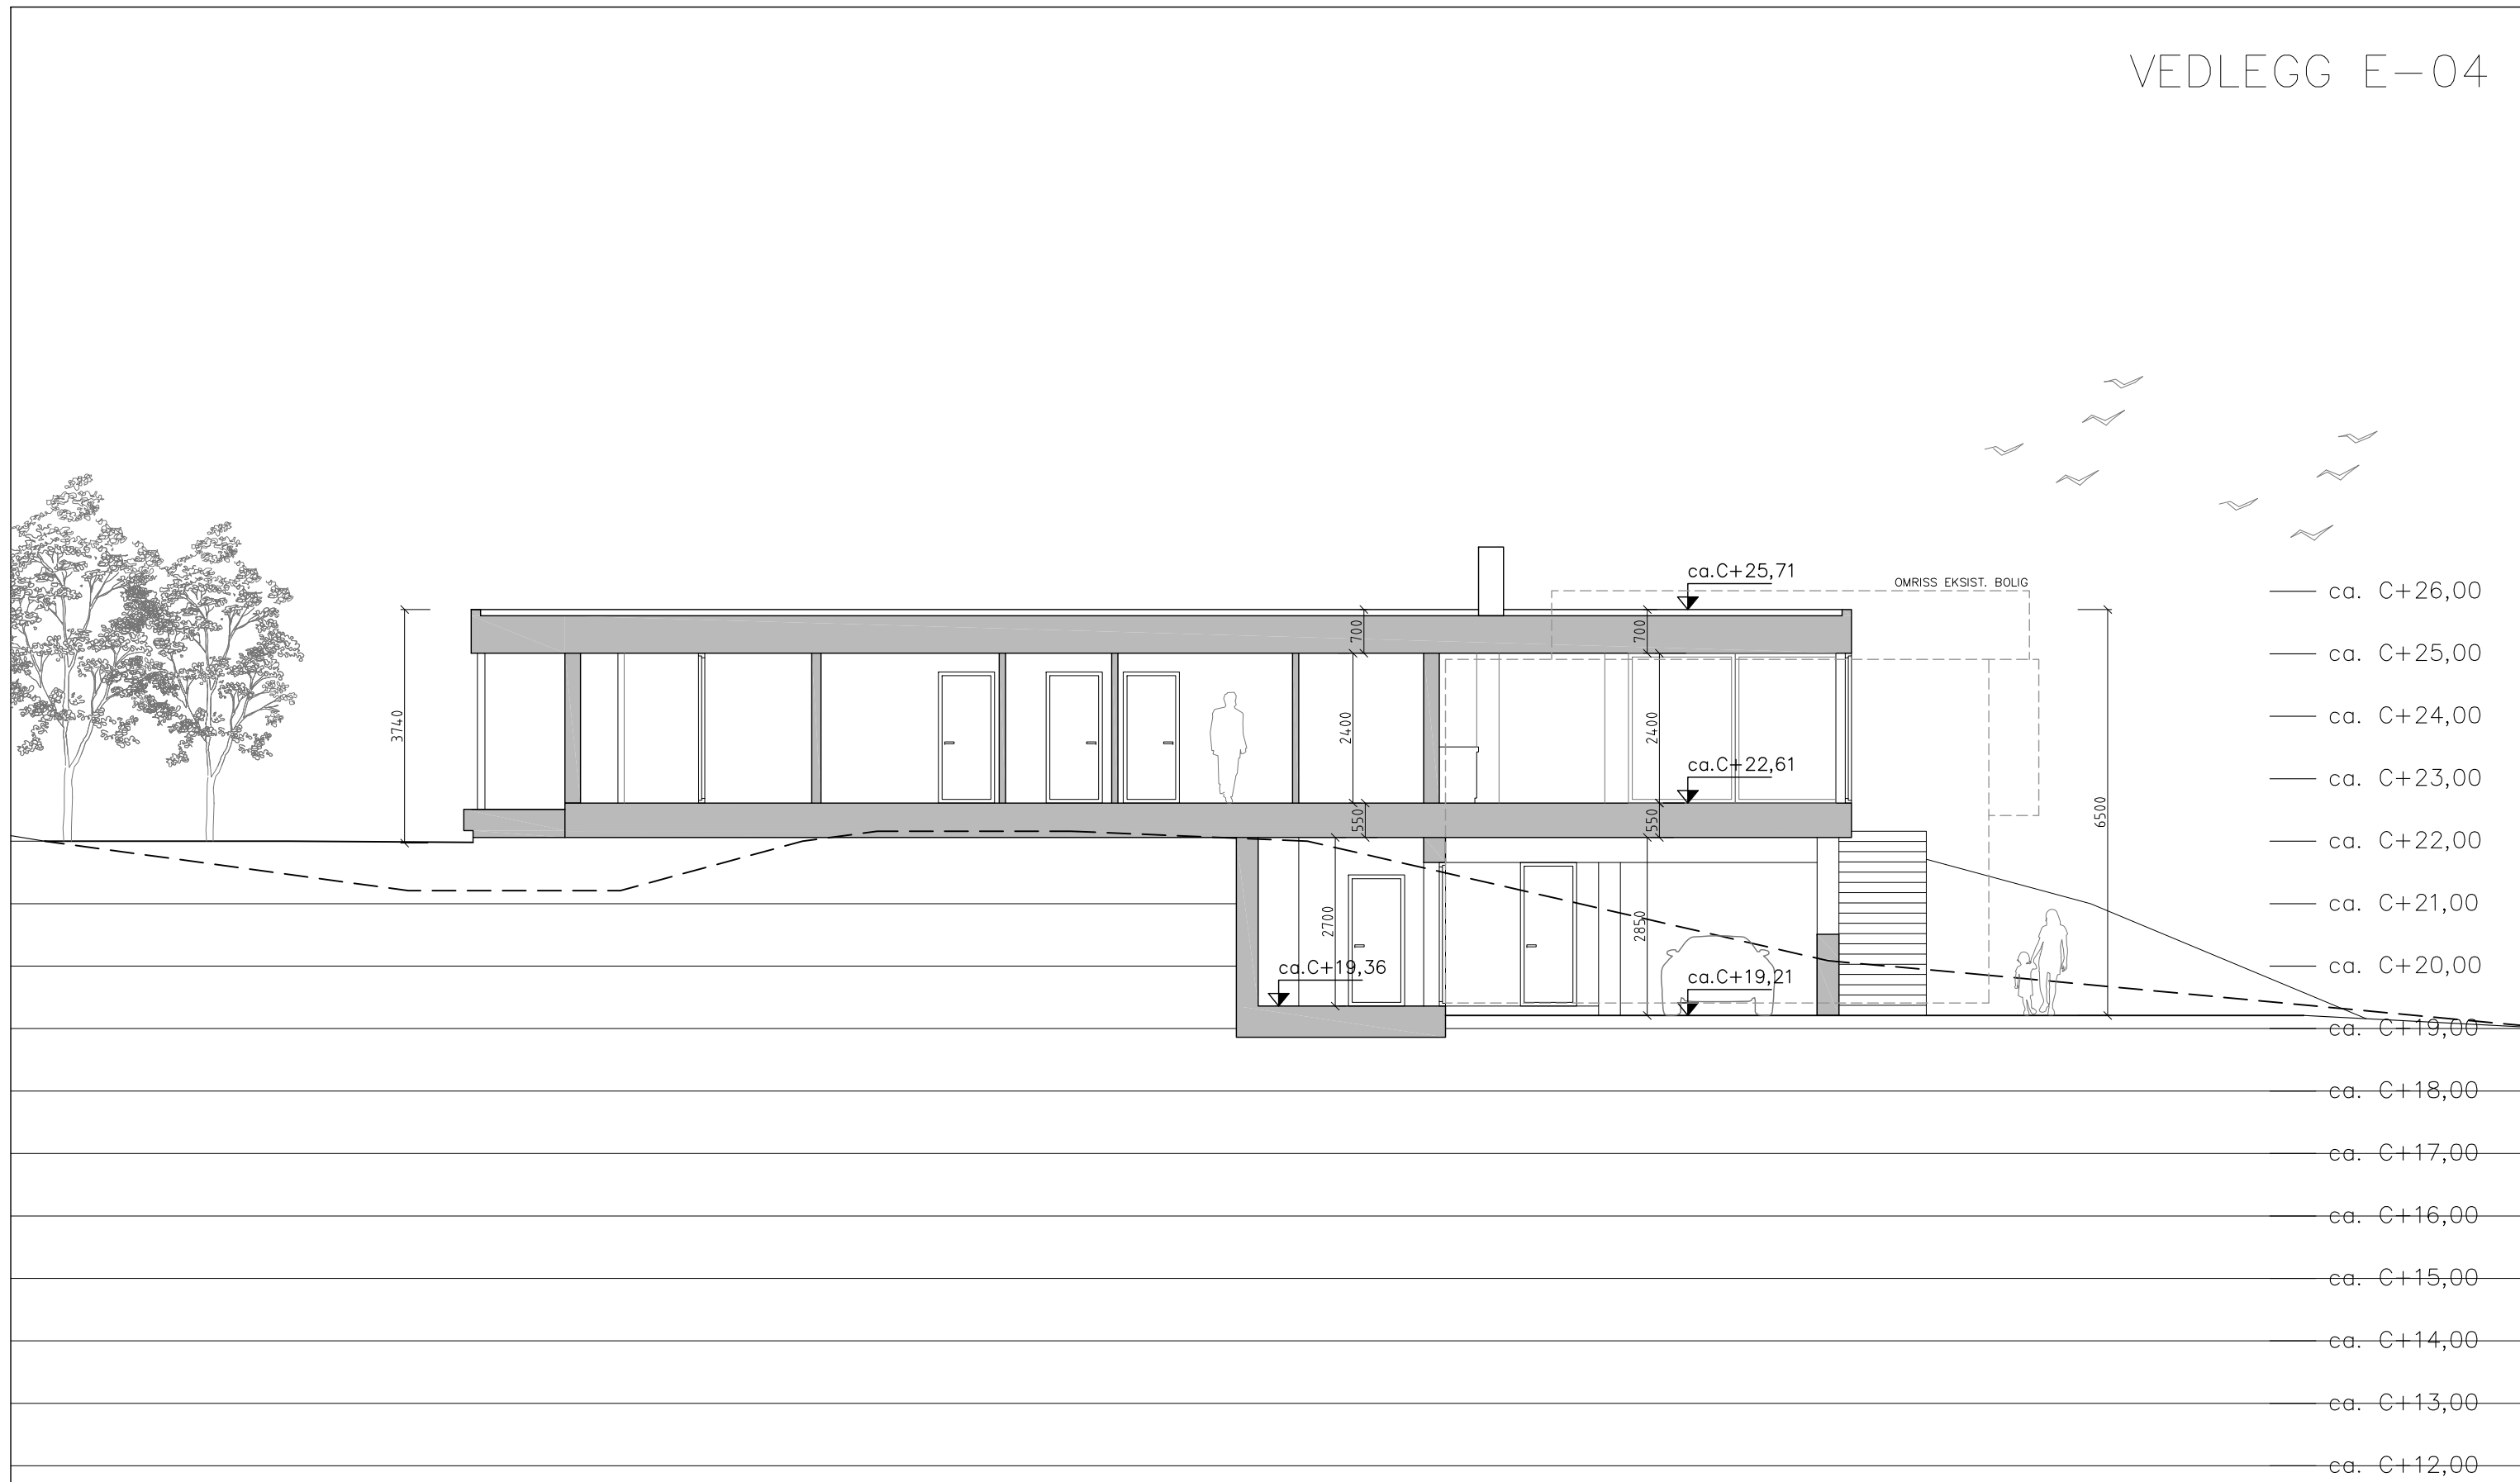 VEDLEGG E-04
ca.C+25,71
OMRISS EKSIST. BOLIG
ca. C+26,00
700
700
ca. C+25,00
3740
2400
2400
ca. C+24,00
ca.C+22,61
ca. C+23,00
550
550
6500
ca. C+22,00
2700
2850
ca. C+21,00
ca.C+19,36
ca.C+19,21
ca. C+20,00
ca. C+19,00
ca. C+18,00
ca. C+17,00
ca. C+16,00
ca. C+15,00
ca. C+14,00
ca. C+13,00
ca. C+12,00